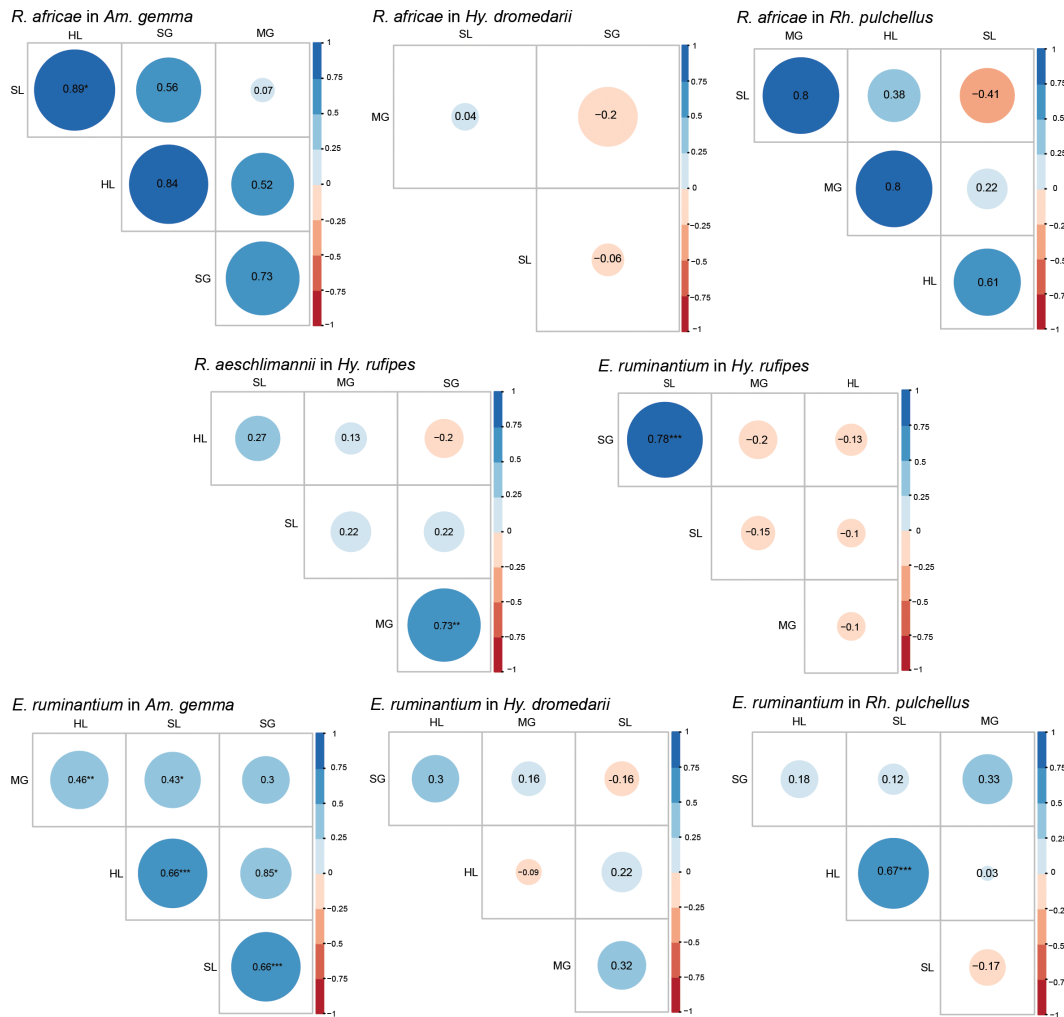 R. africae in Am. gemma
HL SG MG
SL 0.89* 0.56 0.07
HL 0.84 0.52
SG 0.73
1
0.75
0.5
0.25
0
−0.25
−0.5
−0.75
−1
R. africae in Hy. dromedarii
SL SG
MG 0.04 −0.2
SL −0.06
1
0.75
0.5
0.25
0
−0.25
−0.5
−0.75
−1
R. africae in Rh. pulchellus
MG HL SL
SL 0.8 0.38 −0.41
MG 0.8 0.22
HL 0.61
1
0.75
0.5
0.25
0
−0.25
−0.5
−0.75
−1
R. aeschlimannii in Hy. rufipes
SL MG SG
HL 0.27 0.13 −0.2
SL 0.22 0.22
MG 0.73**
1
0.75
0.5
0.25
0
−0.25
−0.5
−0.75
−1
E. ruminantium in Hy. rufipes
SL MG HL
SG 0.78*** −0.2 −0.13
SL −0.15 −0.1
MG −0.1
1
0.75
0.5
0.25
0
−0.25
−0.5
−0.75
−1
E. ruminantium in Am. gemma
HL SL SG
MG 0.46** 0.43* 0.3
HL 0.66*** 0.85*
SL 0.66***
1
0.75
0.5
0.25
0
−0.25
−0.5
−0.75
−1
E. ruminantium in Hy. dromedarii
HL MG SL
SG 0.3 0.16 -0.16
HL −0.09 0.22
MG 0.32
1
0.75
0.5
0.25
0
−0.25
−0.5
−0.75
−1
E. ruminantium in Rh. pulchellus
HL SL MG
SG 0.18 0.12 0.33
HL 0.67*** 0.03
SL −0.17
1
0.75
0.5
0.25
0
−0.25
−0.5
−0.75
−1